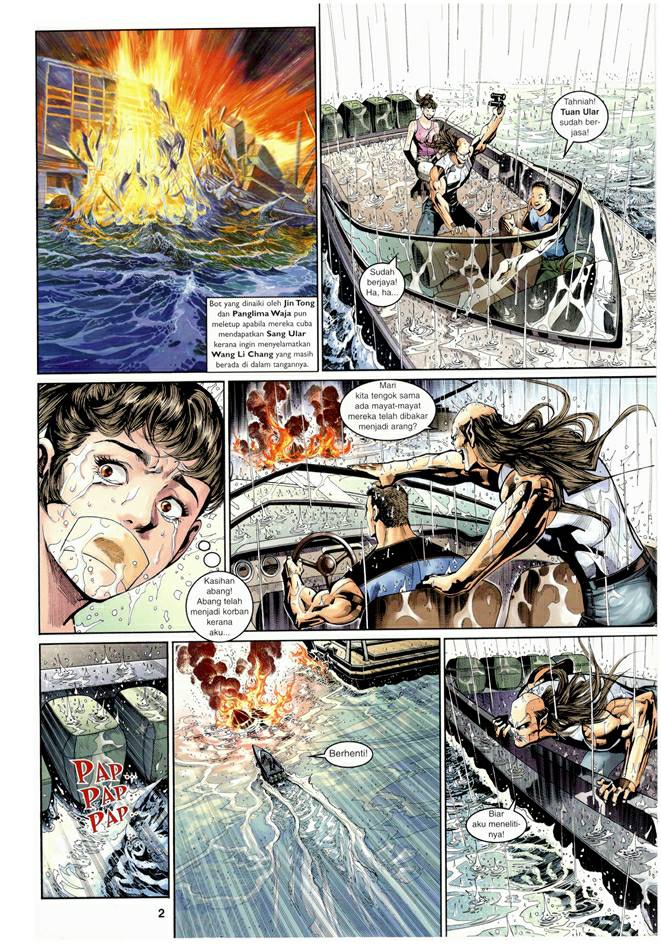 Bot yang dinaiki oleh Jin Tong
dan Panglima Waja pun
meletup apabila mereka cuba
mendapatkan Sang Ular
kerana ingin menyelamatkan
Wang Li Chang yang masih
berada di dalam tangannya.
Tahniah!
Tuan Ular
sudah ber-
jasa!
Sudah
berjaya!
Ha, ha...
Kasihan
abang!
Abang telah
menjadi korban
kerana
aku...
Mari
kita tengok sama
ada mayat-mayat
mereka telah dibakar
menjadi arang?
PAP
PAP
PAP
Berhenti!
Biar
aku meneliti-
nya!
2